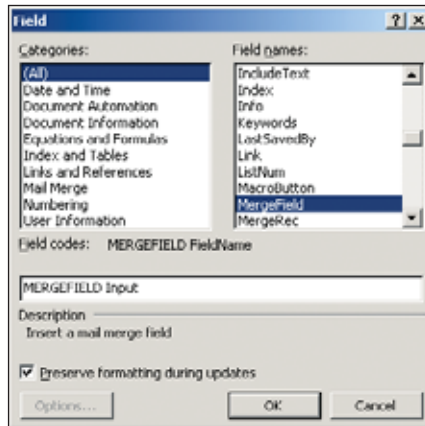 Field
Categories:
(All)
Date and Time
Document Automation
Document Information
Equations and Formulas
Index and Tables
Links and References
Mail Merge
Numbering
User Information
Field names:
IncludeText
Index
Info
Keywords
LastSavedBy
Link
ListNum
MacroButton
MergeField
MergeRec
Field codes: MERGEFIELD FieldName
MERGEFIELD Input
Description
Insert a mail merge field
Preserve formatting during updates
Options...
OK
Cancel